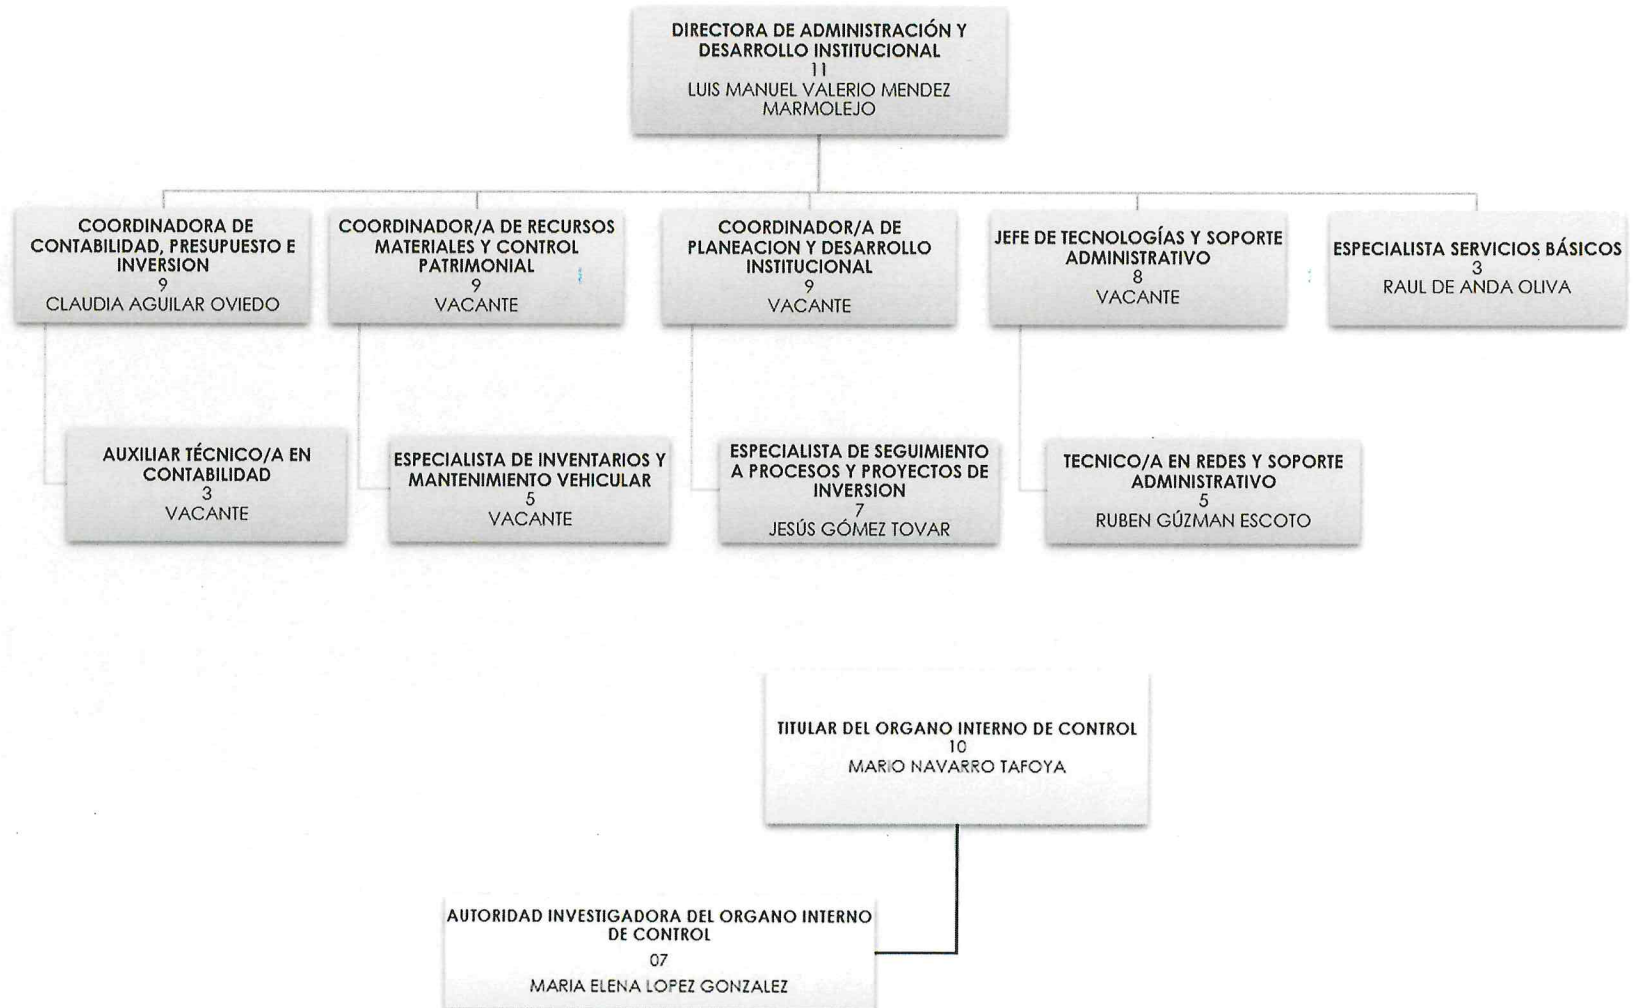 DIRECTORA DE ADMINISTRACIÓN Y
DESARROLLO INSTITUCIONAL
11
LUIS MANUEL VALERIO MENDEZ
MARMOLEJO
COORDINADORA DE
CONTABILIDAD, PRESUPUESTO E
INVERSION
9
CLAUDIA AGUILAR OVIEDO
COORDINADOR/A DE RECURSOS
MATERIALES Y CONTROL
PATRIMONIAL
9
VACANTE
COORDINADOR/A DE
PLANEACION Y DESARROLLO
INSTITUCIONAL
9
VACANTE
JEFE DE TECNOLOGÍAS Y SOPORTE
ADMINISTRATIVO
8
VACANTE
ESPECIALISTA SERVICIOS BÁSICOS
3
RAUL DE ANDA OLIVA
AUXILIAR TÉCNICO/A EN
CONTABILIDAD
3
VACANTE
ESPECIALISTA DE INVENTARIOS Y
MANTENIMIENTO VEHICULAR
5
VACANTE
ESPECIALISTA DE SEGUIMIENTO
A PROCESOS Y PROYECTOS DE
INVERSION
7
JESÚS GÓMEZ TOVAR
TECNICO/A EN REDES Y SOPORTE
ADMINISTRATIVO
5
RUBEN GÚZMAN ESCOTO
TITULAR DEL ORGANO INTERNO DE CONTROL
10
MARIO NAVARRO TAFOYA
AUTORIDAD INVESTIGADORA DEL ORGANO INTERNO
DE CONTROL
07
MARIA ELENA LOPEZ GONZALEZ